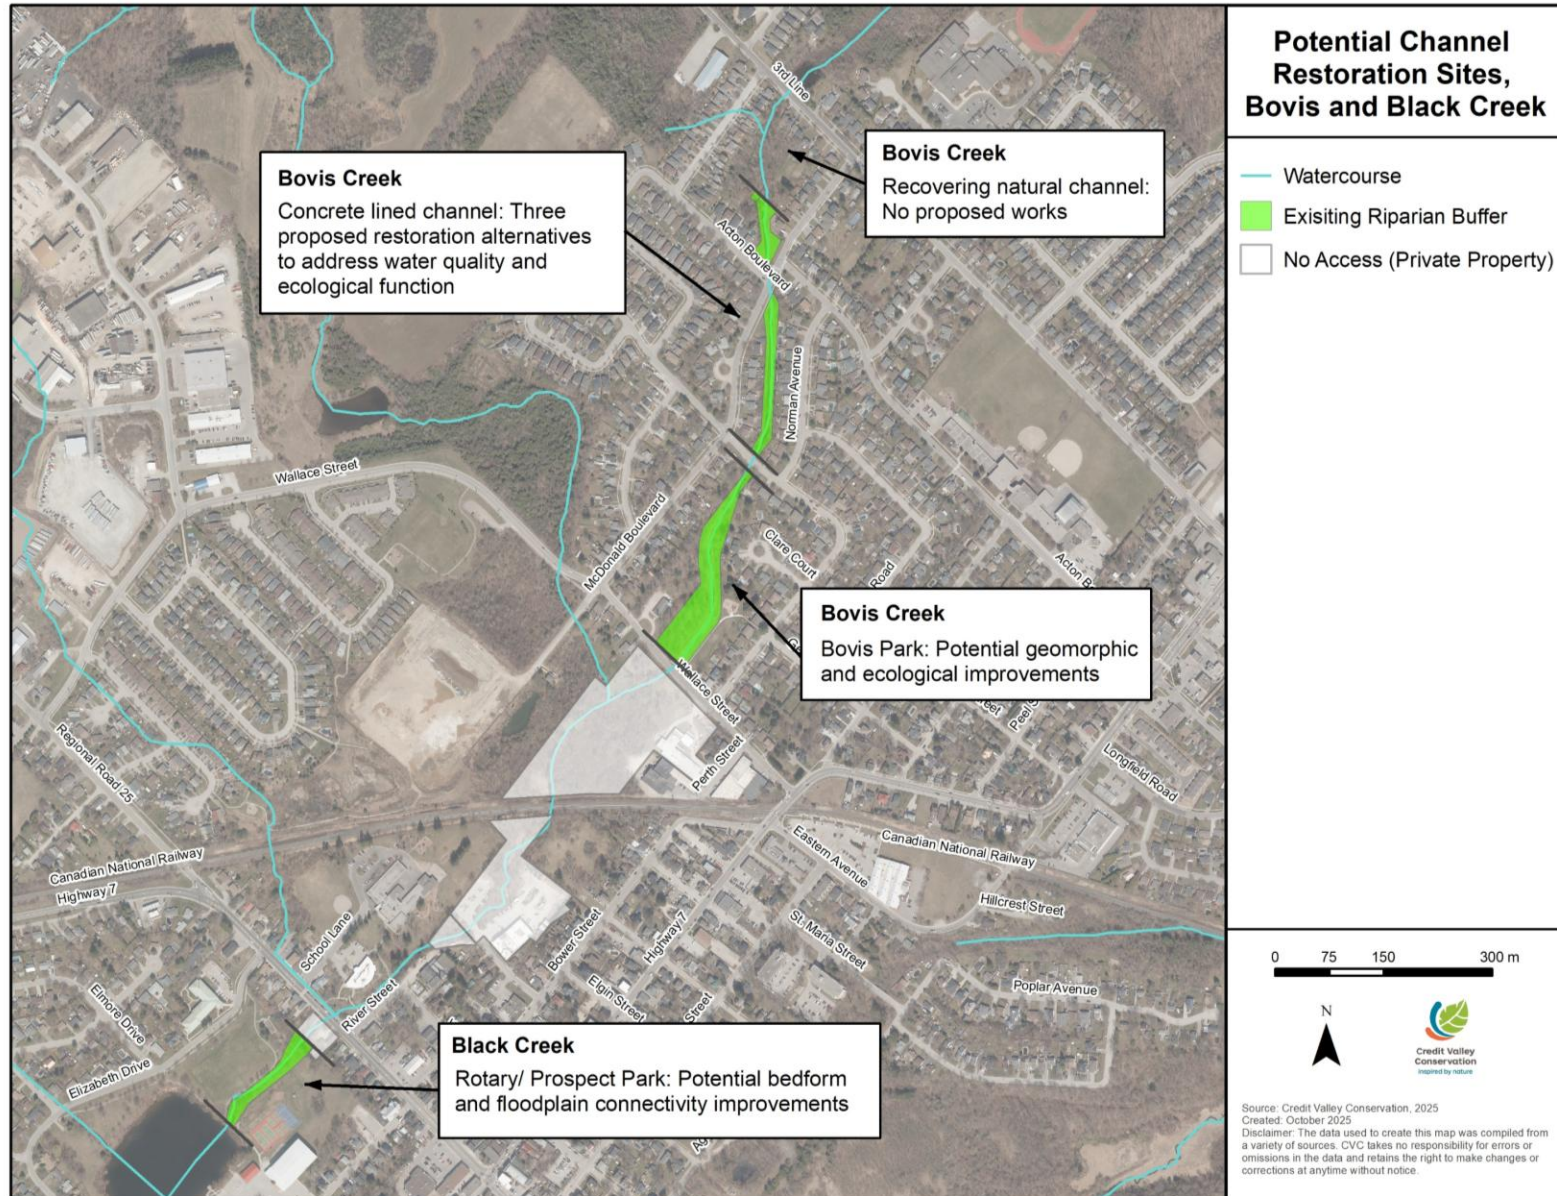 Potential Channel
Restoration Sites,
Bovis and Black Creek
Watercourse
Exisiting Riparian Buffer
No Access (Private Property)
3rd Line
Bovis Creek
Recovering natural channel:
No proposed works
Bovis Creek
Concrete lined channel: Three
proposed restoration alternatives
to address water quality and
ecological function
Acton Boulevard
Norman Avenue
Wallace Street
McDonald Boulevard
Clare Court
Road
Acton B
Bovis Creek
Bovis Park: Potential geomorphic
and ecological improvements
Wallace Street
Perth Street
Peel S
Longfield Road
Regional Road 25
Canadian National Railway
Highway 7
Eastern Avenue
Canadian National Railway
Hillcrest Street
School Lane
Bower Street
Highway 7
St. Maria Street
Elgin Street
Street
Poplar Avenue
River Street
Elmore Drive
Elizabeth Drive
Black Creek
Rotary/ Prospect Park: Potential bedform
and floodplain connectivity improvements
0 75 150 300 m
N
Credit Valley
Conservation
inspired by nature
Source: Credit Valley Conservation, 2025
Created: October 2025
Disclaimer: The data used to create this map was compiled from
a variety of sources. CVC takes no responsibility for errors or
omissions in the data and retains the right to make changes or
corrections at anytime without notice.